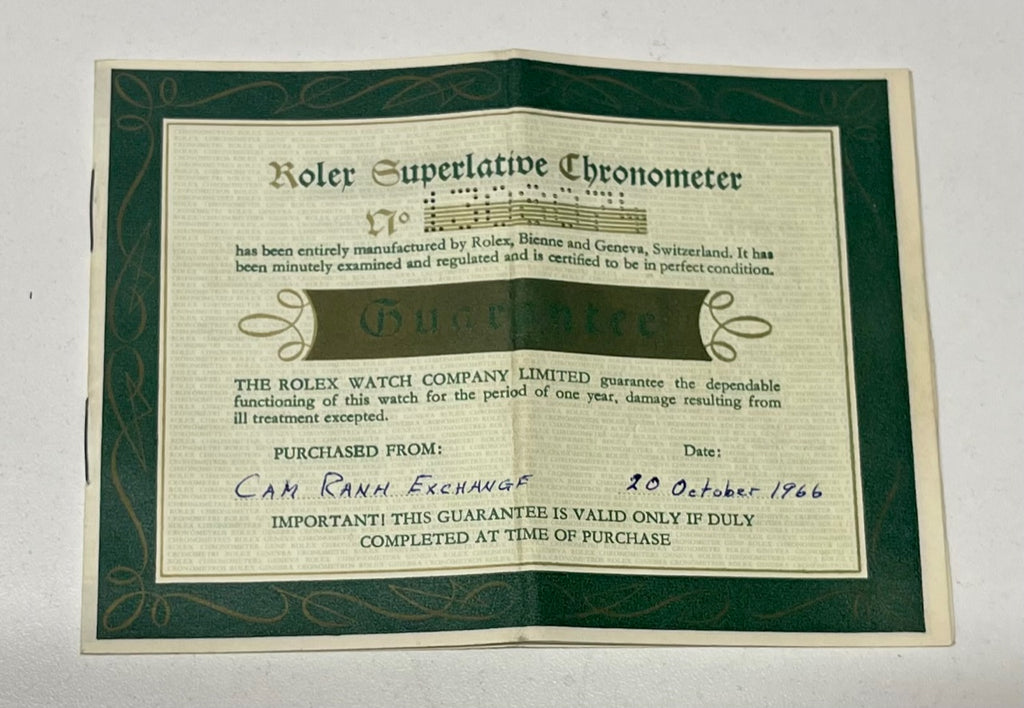 Rolex Superlative Chronometer
No
has been entirely manufactured by Rolex, Bienne and Geneva, Switzerland. It has
been minutely examined and regulated and is certified to be in perfect condition.
Guarantee
THE ROLEX WATCH COMPANY LIMITED guarantee the dependable
functioning of this watch for the period of one year, damage resulting from
ill treatment excepted.
PURCHASED FROM: Date:
CAM RANH EXCHANGE 20 October 1966
IMPORTANT! THIS GUARANTEE IS VALID ONLY IF DULY
COMPLETED AT TIME OF PURCHASE